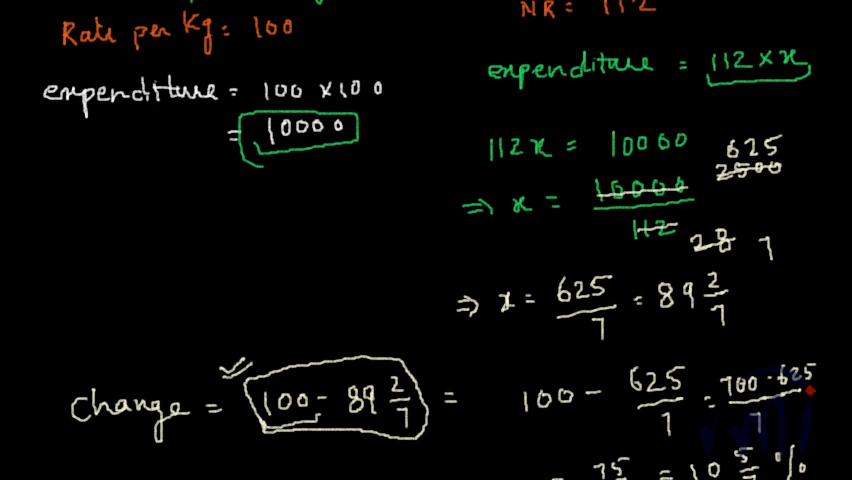 Rate per Kg = 100
expenditure = 100 × 100
= 10000
NR = 112
expenditure = 112 × x
112x = 10000
⇒ x = 10000/112 2500 625 28 7
⇒ x = 625/7 = 89 2/7
Change = 100 - 89 2/7 = 100 - 625/7 = 700 - 625/7
= 75 = 10 5/7 %